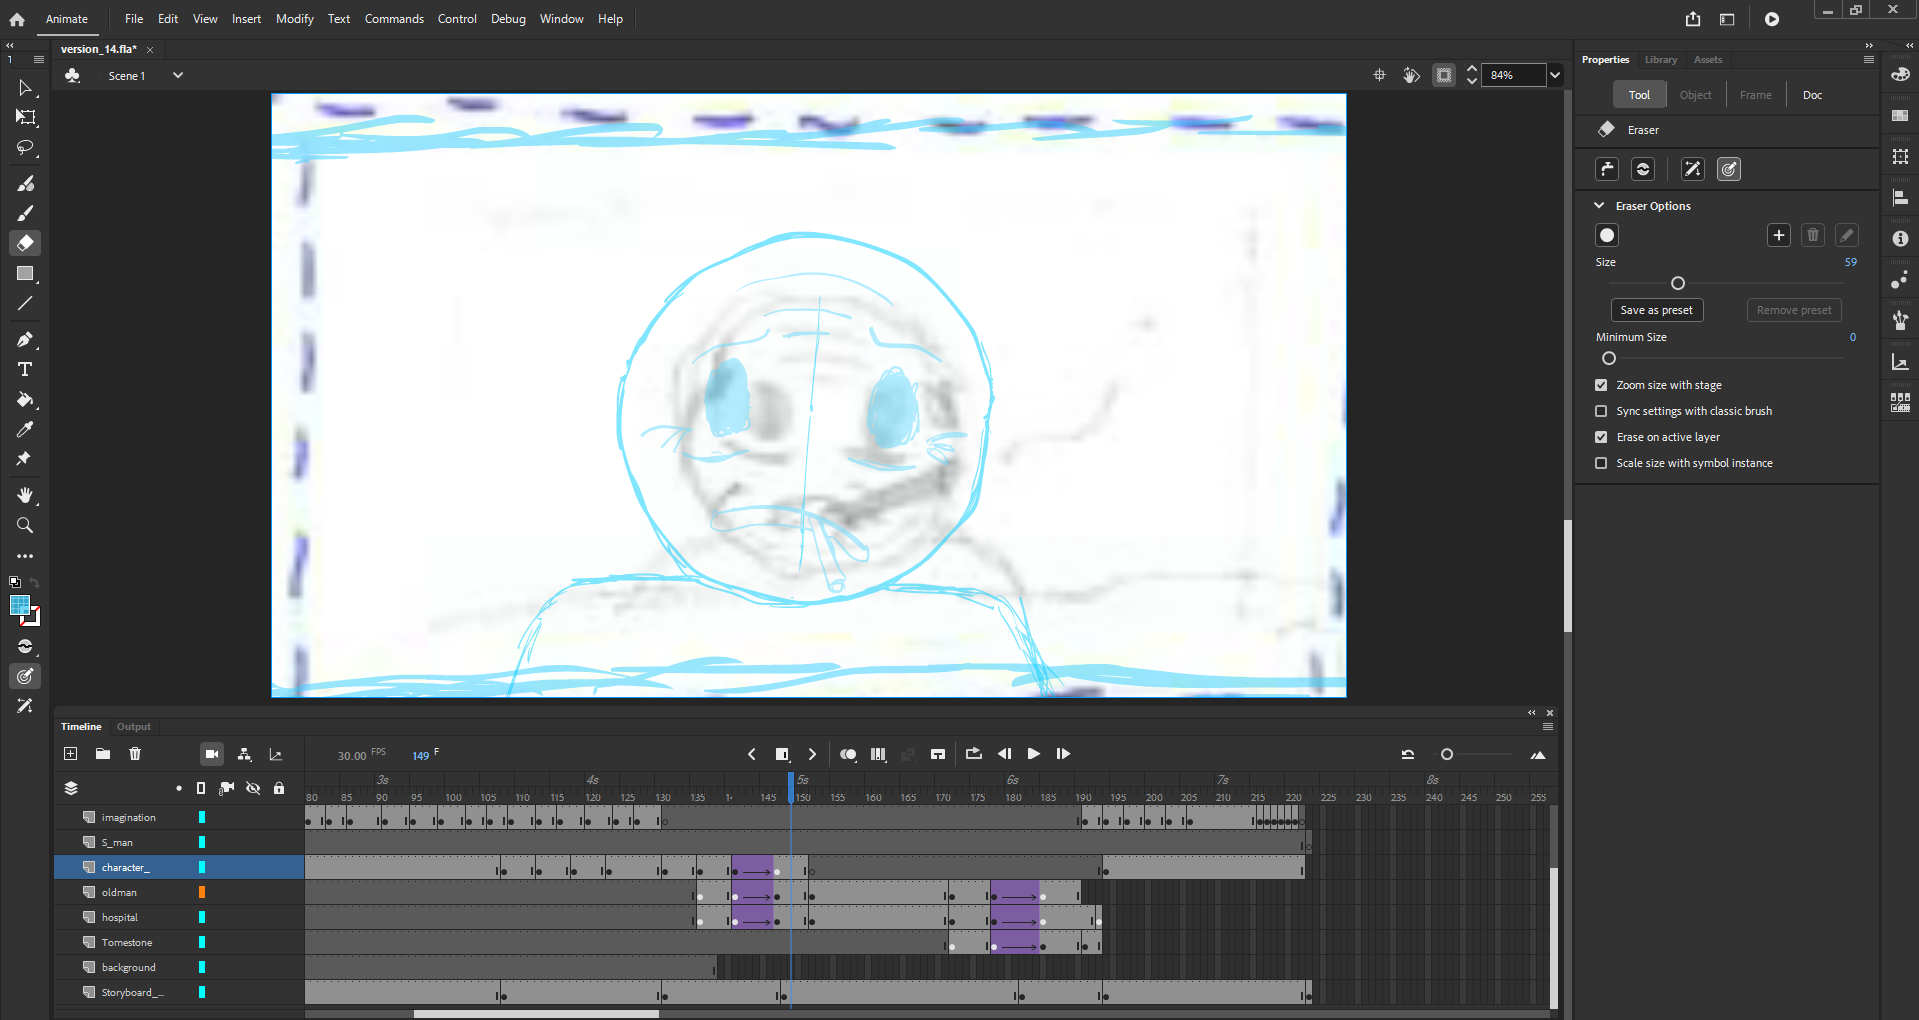 Animate File Edit View Insert Modify Text Commands Control Debug Window Help
version_14.fla*
Scene 1 84%
1
Properties Library Assets
Tool Object Frame Doc
Eraser
Eraser Options
Size 59
Save as preset Remove preset
Minimum Size 0
Zoom size with stage
Sync settings with classic brush
Erase on active layer
Scale size with symbol instance
Timeline Output
30.00 FPS 149 F
3s 4s 5s 6s 7s 8s
80 85 90 95 100 105 110 115 120 125 130 135 14 145 150 155 160 165 170 175 180 185 190 195 200 205 210 215 220 225 230 235 240 245 250 255
imagination
S_man
character_
oldman
hospital
Tomestone
background
Storyboard_...